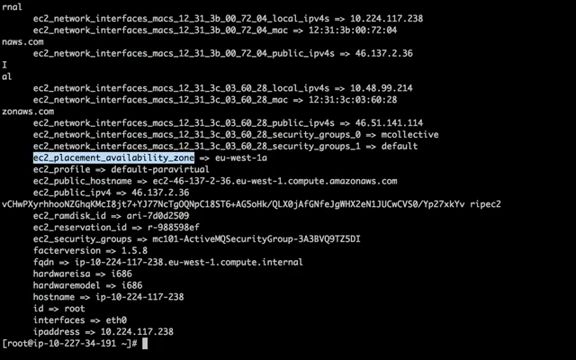 rnal
ec2_network_interfaces_macs_12_31_3b_00_72_04_local_ipv4s => 10.224.117.238
ec2_network_interfaces_macs_12_31_3b_00_72_04_mac => 12:31:3b:00:72:04
naws.com
ec2_network_interfaces_macs_12_31_3b_00_72_04_public_ipv4s => 46.137.2.36
al
ec2_network_interfaces_macs_12_31_3c_03_60_28_local_ipv4s => 10.48.99.214
ec2_network_interfaces_macs_12_31_3c_03_60_28_mac => 12:31:3c:03:60:28
zonaws.com
ec2_network_interfaces_macs_12_31_3c_03_60_28_public_ipv4s => 46.51.141.114
ec2_network_interfaces_macs_12_31_3c_03_60_28_security_groups_0 => mcollective
ec2_network_interfaces_macs_12_31_3c_03_60_28_security_groups_1 => default
ec2_placement_availability_zone => eu-west-1a
ec2_profile => default-paravirtual
ec2_public_hostname => ec2-46-137-2-36.eu-west-1.compute.amazonaws.com
ec2_public_ipv4 => 46.137.2.36
vCHwPXyrhhooNZGhqKMcI8jt7+YJ77NcTgOQNpC18ST6+AGSoHk/QLX0jAfGNfeJgWHX2eN1JUCwCVS0/Yp27xkYv ripec2
ec2_ramdisk_id => ari-7d0d2509
ec2_reservation_id => r-988598ef
ec2_security_groups => mc101-ActiveMQSecurityGroup-3A3BVQ9TZ5DI
facterversion => 1.5.8
fqdn => ip-10-224-117-238.eu-west-1.compute.internal
hardwareisa => i686
hardwaremodel => i686
hostname => ip-10-224-117-238
id => root
interfaces => eth0
ipaddress => 10.224.117.238
[root@ip-10-227-34-191 ~]#